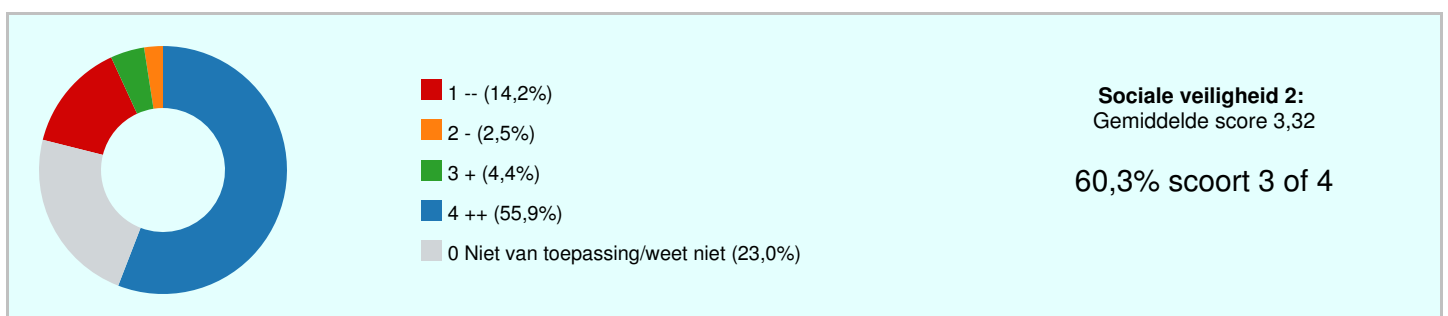 1 -- (14,2%)
2 - (2,5%)
3 + (4,4%)
4 ++ (55,9%)
0 Niet van toepassing/weet niet (23,0%)
Sociale veiligheid 2:
Gemiddelde score 3,32
60,3% scoort 3 of 4